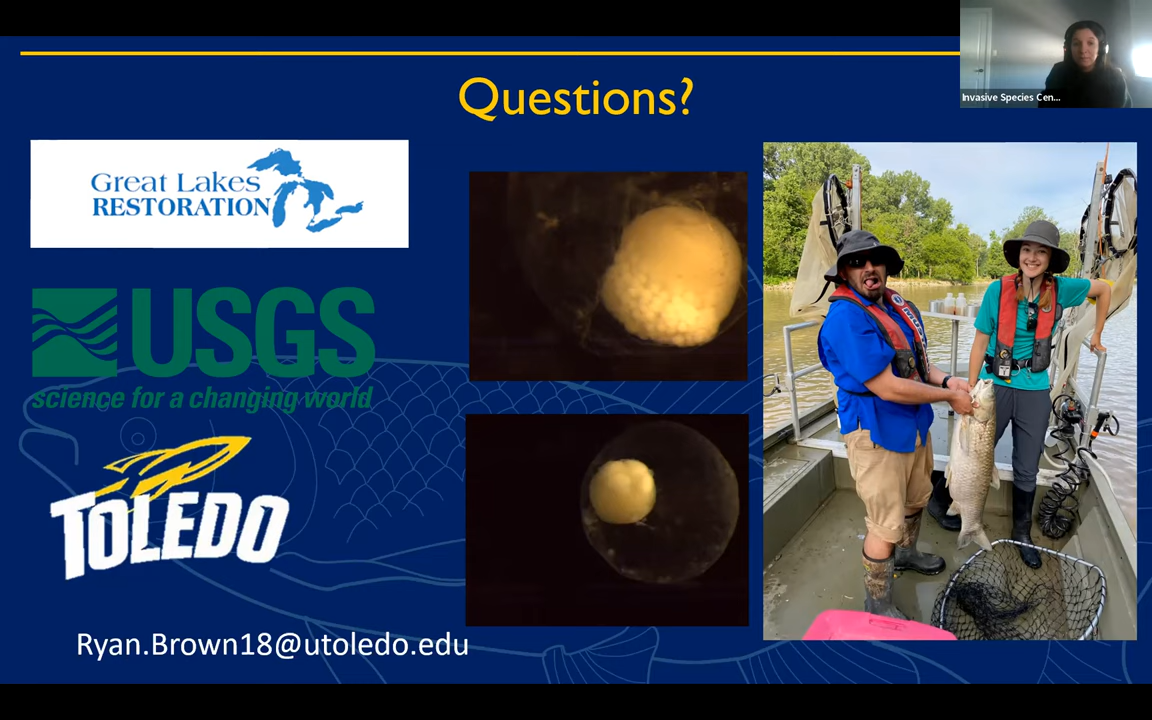 Questions?
Invasive Species Cen...
Great Lakes
RESTORATION
USGS
science for a changing world
TOLEDO
Ryan.Brown18@utoledo.edu